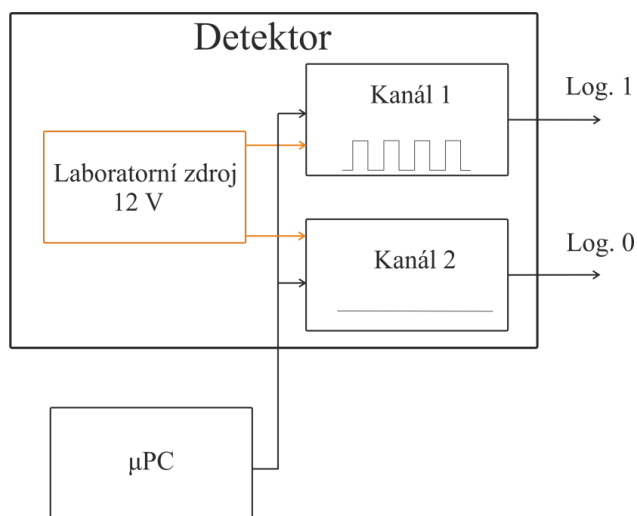 Detektor
Kanál 1
Log. 1
Laboratorní zdroj
12 V
Kanál 2
Log. 0
μPC